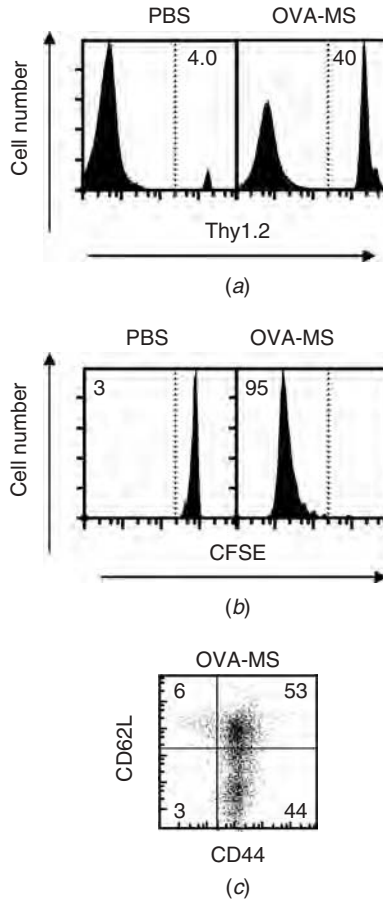 PBS OVA-MS
4.0 40
Cell number
Thy1.2
(a)
PBS OVA-MS
3 95
Cell number
CFSE
(b)
OVA-MS
6 53
CD62L
3 44
CD44
(c)